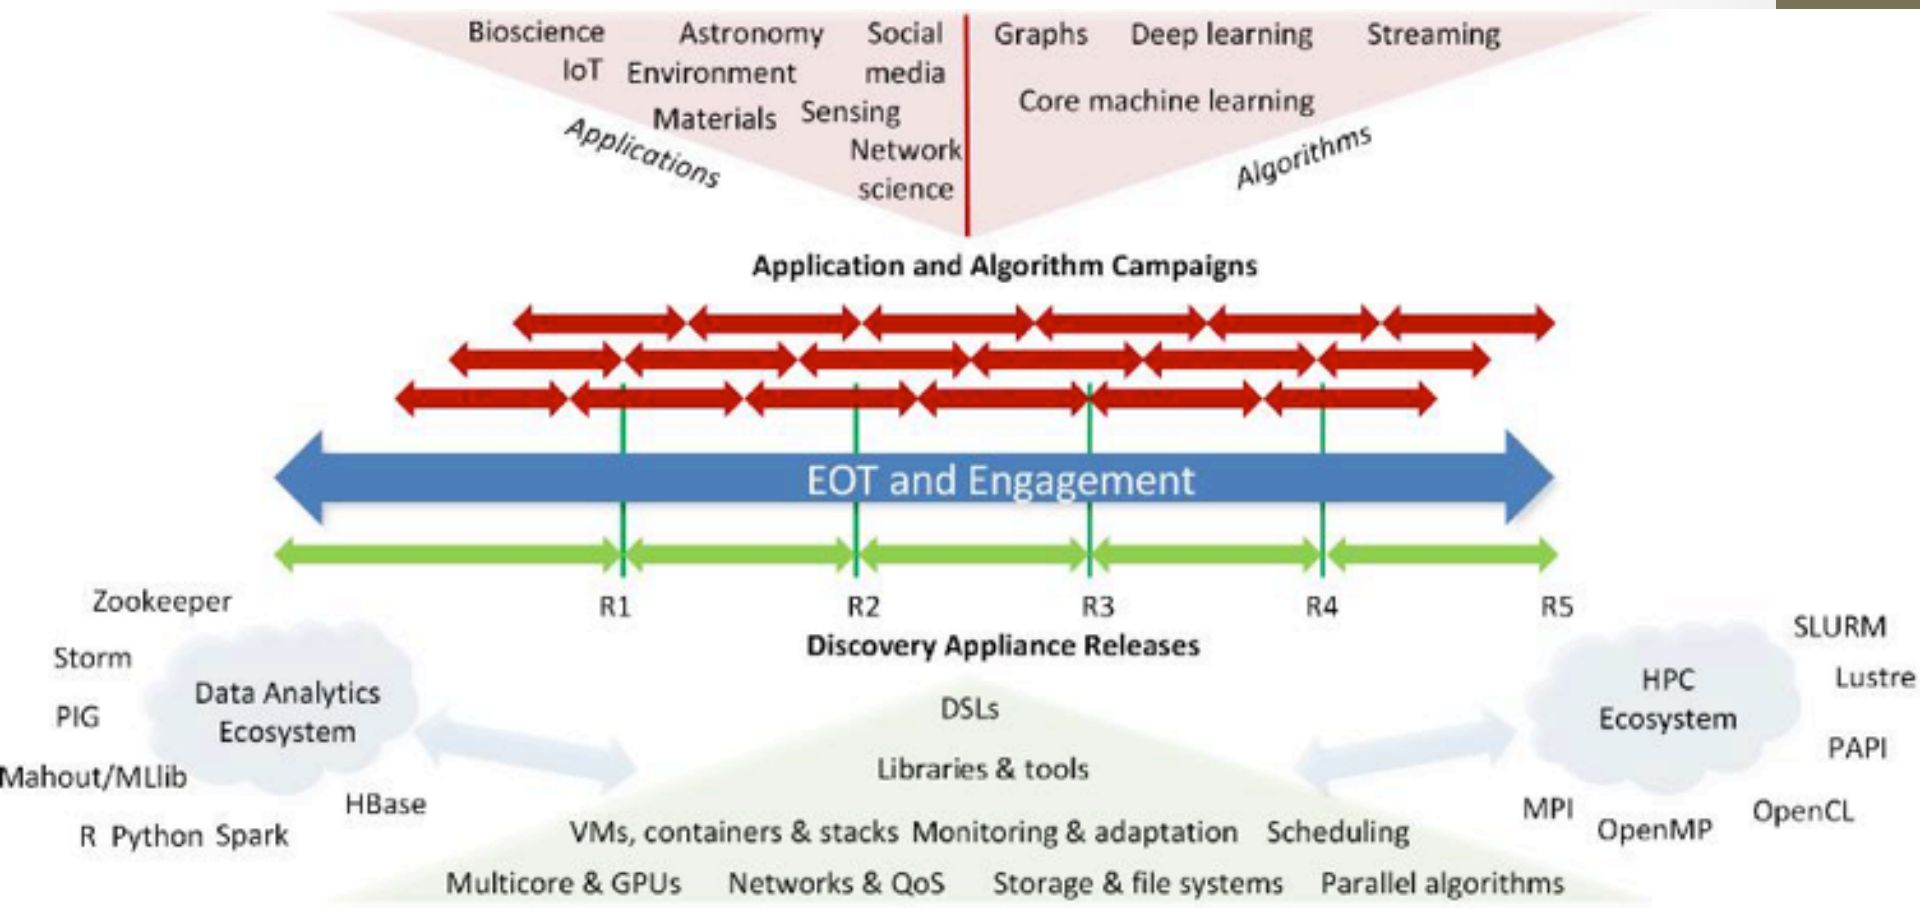 Bioscience Astronomy Social media Graphs Deep learning Streaming
IoT Environment
Core machine learning
Materials Sensing
Network science
Applications
Algorithms
Application and Algorithm Campaigns
EOT and Engagement
R1 R2 R3 R4 R5
Discovery Appliance Releases
Zookeeper
Storm
PIG
Mahout/MLlib
R Python Spark
HBase
Data Analytics
Ecosystem
DSLs
Libraries & tools
VMs, containers & stacks Monitoring & adaptation Scheduling
Multicore & GPUs Networks & QoS Storage & file systems Parallel algorithms
HPC
Ecosystem
SLURM
Lustre
PAPI
OpenCL
OpenMP
MPI